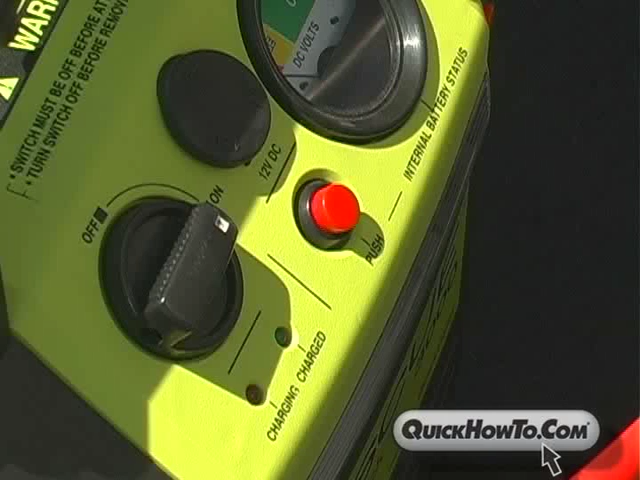 WARN
• SWITCH MUST BE OFF BEFORE AT
• TURN SWITCH OFF BEFORE REMOV
DC VOLTS
INTERNAL BATTERY STATUS
12V DC
OFF
ON
PUSH
CHARGED
CHARGING
QUICKHOWTO.COM